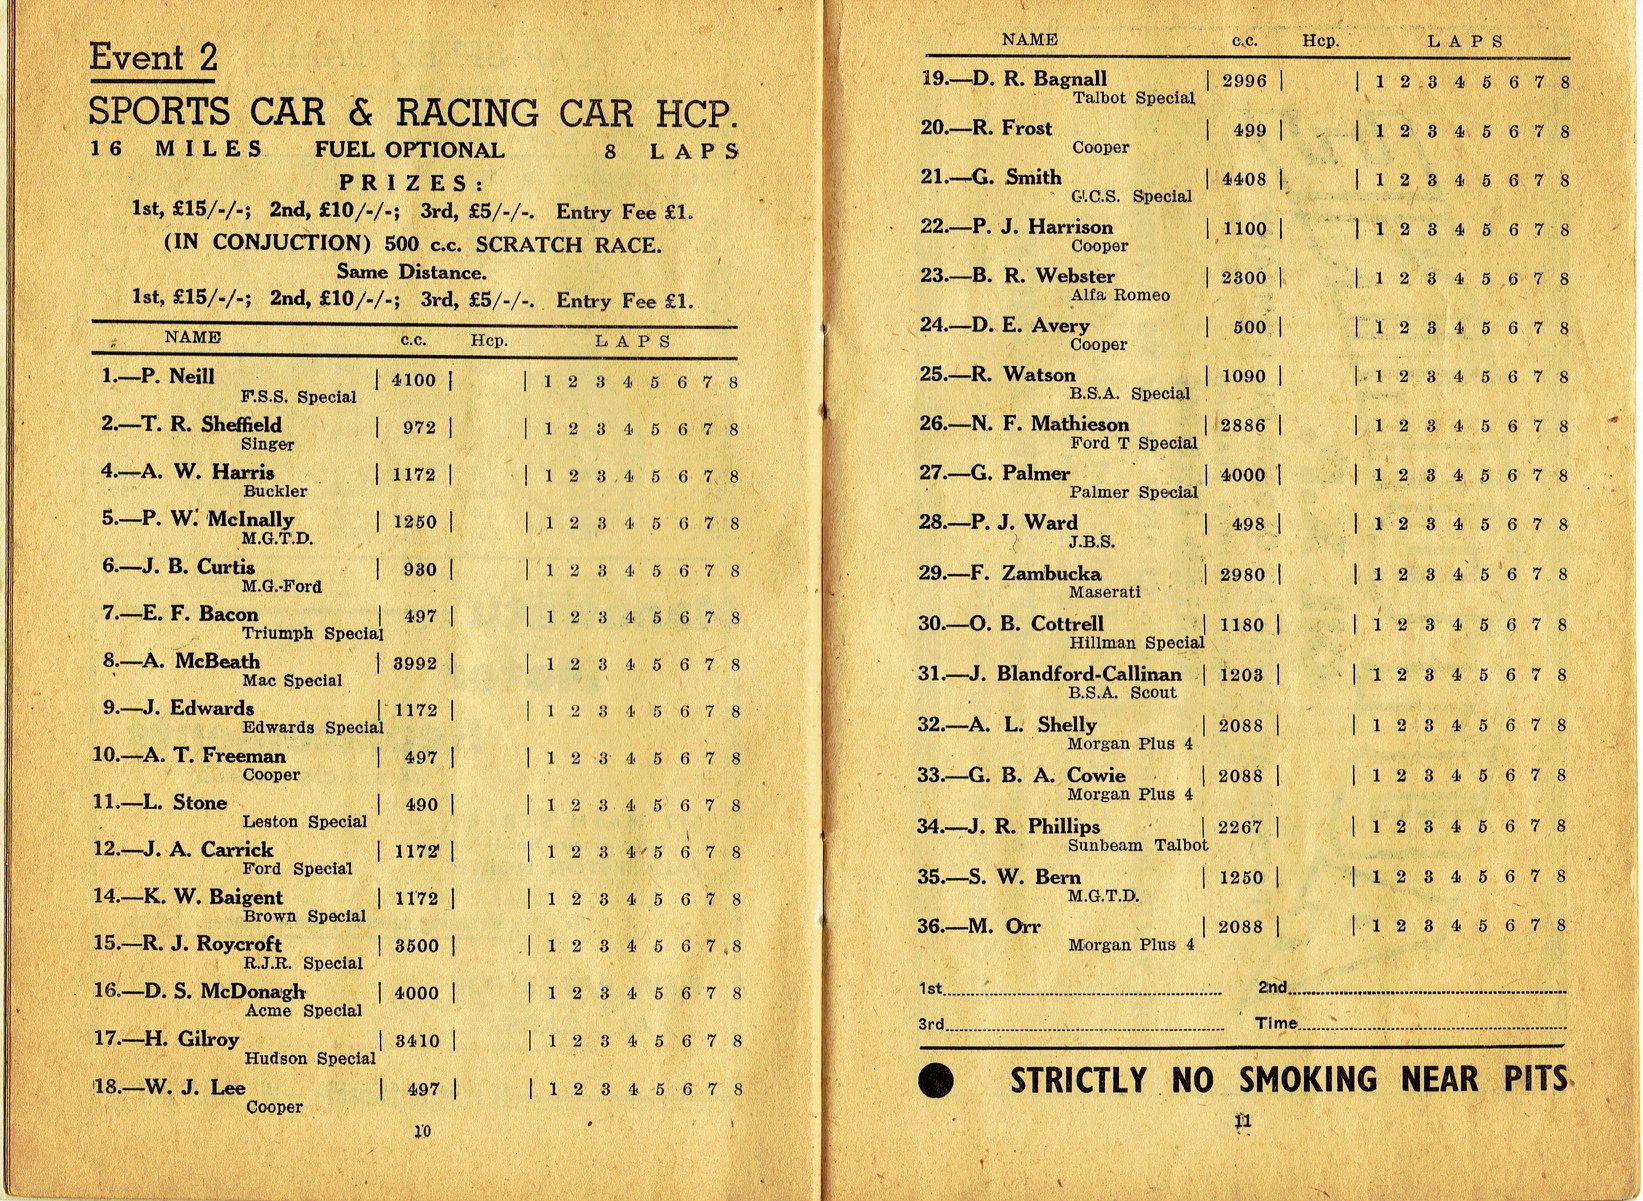 Event 2
SPORTS CAR & RACING CAR HCP.
16 MILES FUEL OPTIONAL 8 LAPS
PRIZES:
1st, £15/-/-; 2nd, £10/-/-; 3rd, £5/-/-. Entry Fee £1.
(IN CONJUCTION) 500 c.c. SCRATCH RACE.
Same Distance.
1st, £15/-/-; 2nd, £10/-/-; 3rd, £5/-/-. Entry Fee £1.
NAME c.c. Hcp. LAPS
1.—P. Neill | 4100 | | 1 2 3 4 5 6 7 8
F.S.S. Special
2.—T. R. Sheffield | 972 | | 1 2 3 4 5 6 7 8
Singer
4.—A. W. Harris | 1172 | | 1 2 3 4 5 6 7 8
Buckler
5.—P. W. McInally | 1250 | | 1 2 3 4 5 6 7 8
M.G.T.D.
6.—J. B. Curtis | 930 | | 1 2 3 4 5 6 7 8
M.G.-Ford
7.—E. F. Bacon | 497 | | 1 2 3 4 5 6 7 8
Triumph Special
8.—A. McBeath | 3992 | | 1 2 3 4 5 6 7 8
Mac Special
9.—J. Edwards | 1172 | | 1 2 3 4 5 6 7 8
Edwards Special
10.—A. T. Freeman | 497 | | 1 2 3 4 5 6 7 8
Cooper
11.—L. Stone | 490 | | 1 2 3 4 5 6 7 8
Leston Special
12.—J. A. Carrick | 1172 | | 1 2 3 4 5 6 7 8
Ford Special
14.—K. W. Baigent | 1172 | | 1 2 3 4 5 6 7 8
Brown Special
15.—R. J. Roycroft | 3500 | | 1 2 3 4 5 6 7 8
R.J.R. Special
16.—D. S. McDonagh | 4000 | | 1 2 3 4 5 6 7 8
Acme Special
17.—H. Gilroy | 3410 | | 1 2 3 4 5 6 7 8
Hudson Special
18.—W. J. Lee | 497 | | 1 2 3 4 5 6 7 8
Cooper
10
NAME c.c. Hcp. LAPS
19.—D. R. Bagnall | 2996 | | 1 2 3 4 5 6 7 8
Talbot Special
20.—R. Frost | 499 | | 1 2 3 4 5 6 7 8
Cooper
21.—G. Smith | 4408 | | 1 2 3 4 5 6 7 8
G.C.S. Special
22.—P. J. Harrison | 1100 | | 1 2 3 4 5 6 7 8
Cooper
23.—B. R. Webster | 2300 | | 1 2 3 4 5 6 7 8
Alfa Romeo
24.—D. E. Avery | 500 | | 1 2 3 4 5 6 7 8
Cooper
25.—R. Watson | 1090 | | 1 2 3 4 5 6 7 8
B.S.A. Special
26.—N. F. Mathieson | 2886 | | 1 2 3 4 5 6 7 8
Ford T Special
27.—G. Palmer | 4000 | | 1 2 3 4 5 6 7 8
Palmer Special
28.—P. J. Ward | 498 | | 1 2 3 4 5 6 7 8
J.B.S.
29.—F. Zambucka | 2980 | | 1 2 3 4 5 6 7 8
Maserati
30.—O. B. Cottrell | 1180 | | 1 2 3 4 5 6 7 8
Hillman Special
31.—J. Blandford-Callinan | 1203 | | 1 2 3 4 5 6 7 8
B.S.A. Scout
32.—A. L. Shelly | 2088 | | 1 2 3 4 5 6 7 8
Morgan Plus 4
33.—G. B. A. Cowie | 2088 | | 1 2 3 4 5 6 7 8
Morgan Plus 4
34.—J. R. Phillips | 2267 | | 1 2 3 4 5 6 7 8
Sunbeam Talbot
35.—S. W. Bern | 1250 | | 1 2 3 4 5 6 7 8
M.G.T.D.
36.—M. Orr | 2088 | | 1 2 3 4 5 6 7 8
Morgan Plus 4
1st........ 2nd........
3rd........ Time........
● STRICTLY NO SMOKING NEAR PITS
11